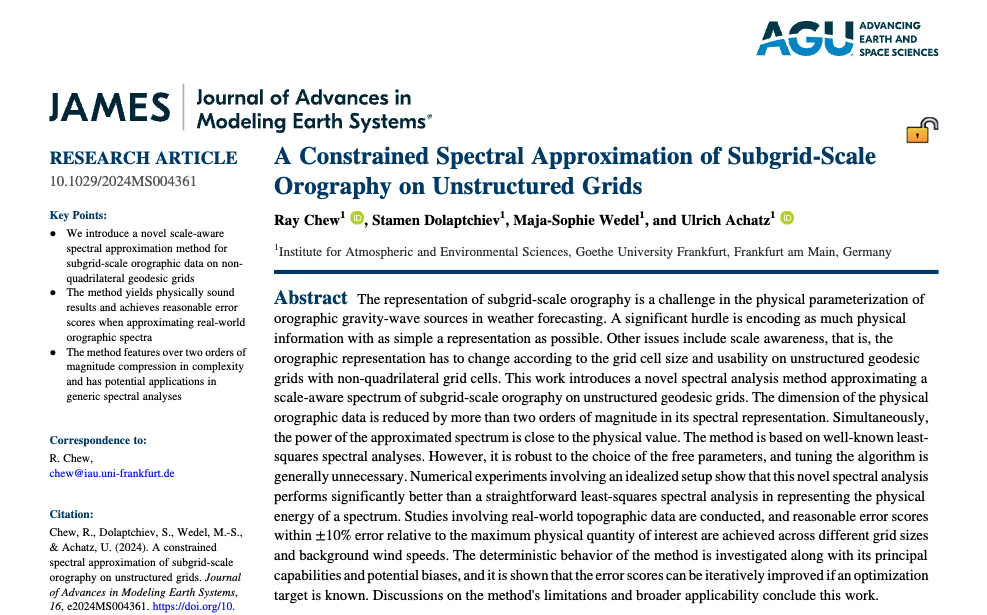 AGU ADVANCING
EARTH AND
SPACE SCIENCES
JAMES Journal of Advances in
Modeling Earth Systems®
RESEARCH ARTICLE
10.1029/2024MS004361
Key Points:
• We introduce a novel scale-aware
spectral approximation method for
subgrid-scale orographic data on non-
quadrilateral geodesic grids
• The method yields physically sound
results and achieves reasonable error
scores when approximating real-world
orographic spectra
• The method features over two orders of
magnitude compression in complexity
and has potential applications in
generic spectral analyses
Correspondence to:
R. Chew,
chew@iau.uni-frankfurt.de
Citation:
Chew, R., Dolaptchiev, S., Wedel, M.-S.,
& Achatz, U. (2024). A constrained
spectral approximation of subgrid-scale
orography on unstructured grids. Journal
of Advances in Modeling Earth Systems,
16, e2024MS004361. https://doi.org/10.
A Constrained Spectral Approximation of Subgrid-Scale
Orography on Unstructured Grids
Ray Chew1 iD, Stamen Dolaptchiev1, Maja-Sophie Wedel1, and Ulrich Achatz1 iD
1Institute for Atmospheric and Environmental Sciences, Goethe University Frankfurt, Frankfurt am Main, Germany
Abstract The representation of subgrid-scale orography is a challenge in the physical parameterization of
orographic gravity-wave sources in weather forecasting. A significant hurdle is encoding as much physical
information with as simple a representation as possible. Other issues include scale awareness, that is, the
orographic representation has to change according to the grid cell size and usability on unstructured geodesic
grids with non-quadrilateral grid cells. This work introduces a novel spectral analysis method approximating a
scale-aware spectrum of subgrid-scale orography on unstructured geodesic grids. The dimension of the physical
orographic data is reduced by more than two orders of magnitude in its spectral representation. Simultaneously,
the power of the approximated spectrum is close to the physical value. The method is based on well-known least-
squares spectral analyses. However, it is robust to the choice of the free parameters, and tuning the algorithm is
generally unnecessary. Numerical experiments involving an idealized setup show that this novel spectral analysis
performs significantly better than a straightforward least-squares spectral analysis in representing the physical
energy of a spectrum. Studies involving real-world topographic data are conducted, and reasonable error scores
within ±10% error relative to the maximum physical quantity of interest are achieved across different grid sizes
and background wind speeds. The deterministic behavior of the method is investigated along with its principal
capabilities and potential biases, and it is shown that the error scores can be iteratively improved if an optimization
target is known. Discussions on the method's limitations and broader applicability conclude this work.